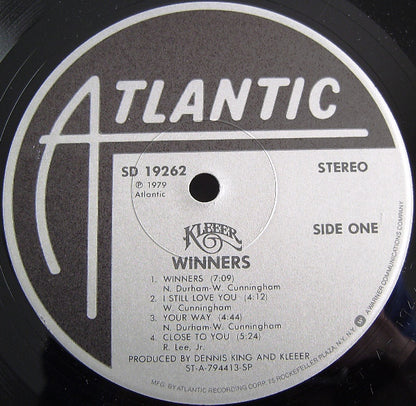 ATLANTIC
SD 19262
STEREO
℗ 1979
Atlantic
SIDE ONE
KLEEER
WINNERS
1. WINNERS (7:09)
N. Durham-W. Cunningham
2. I STILL LOVE YOU (4:12)
W. Cunningham
3. YOUR WAY (4:44)
N. Durham-W. Cunningham
4. CLOSE TO YOU (5:24)
R. Lee, Jr.
PRODUCED BY DENNIS KING AND KLEEER
ST-A-794413-SP
MFG. BY ATLANTIC RECORDING CORP. 75 ROCKEFELLER PLAZA, N.Y. N.Y. A WARNER COMMUNICATIONS COMPANY